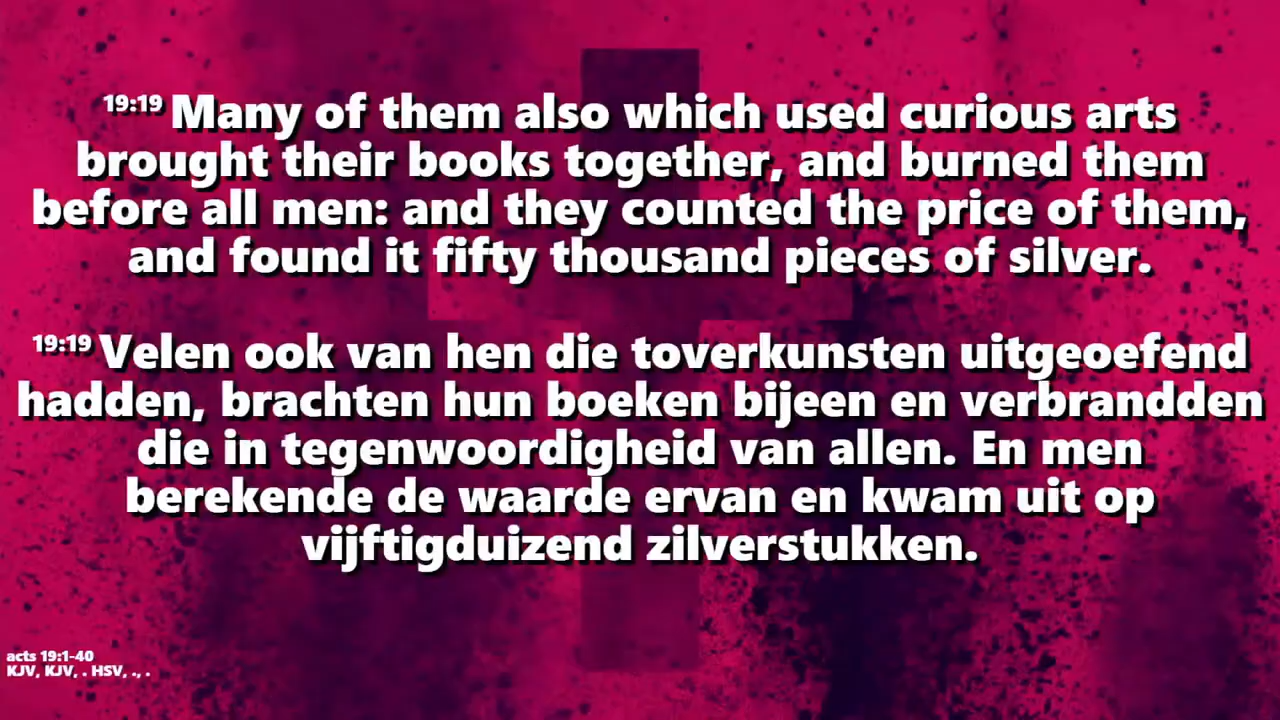 19:19 Many of them also which used curious arts
brought their books together, and burned them
before all men: and they counted the price of them,
and found it fifty thousand pieces of silver.
19:19 Velen ook van hen die toverkunsten uitgeoefend
hadden, brachten hun boeken bijeen en verbrandden
die in tegenwoordigheid van allen. En men
berekende de waarde ervan en kwam uit op
vijftigduizend zilverstukken.
acts 19:1-40
KJV, KJV, . HSV, ., .